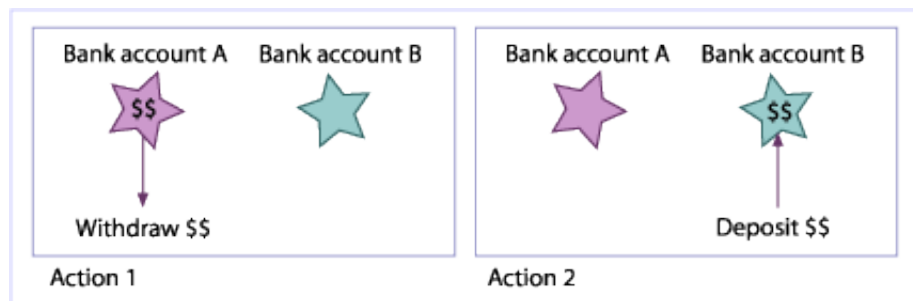 Bank account A Bank account B
$$
Withdraw $$
Action 1
Bank account A Bank account B
$$
Deposit $$
Action 2